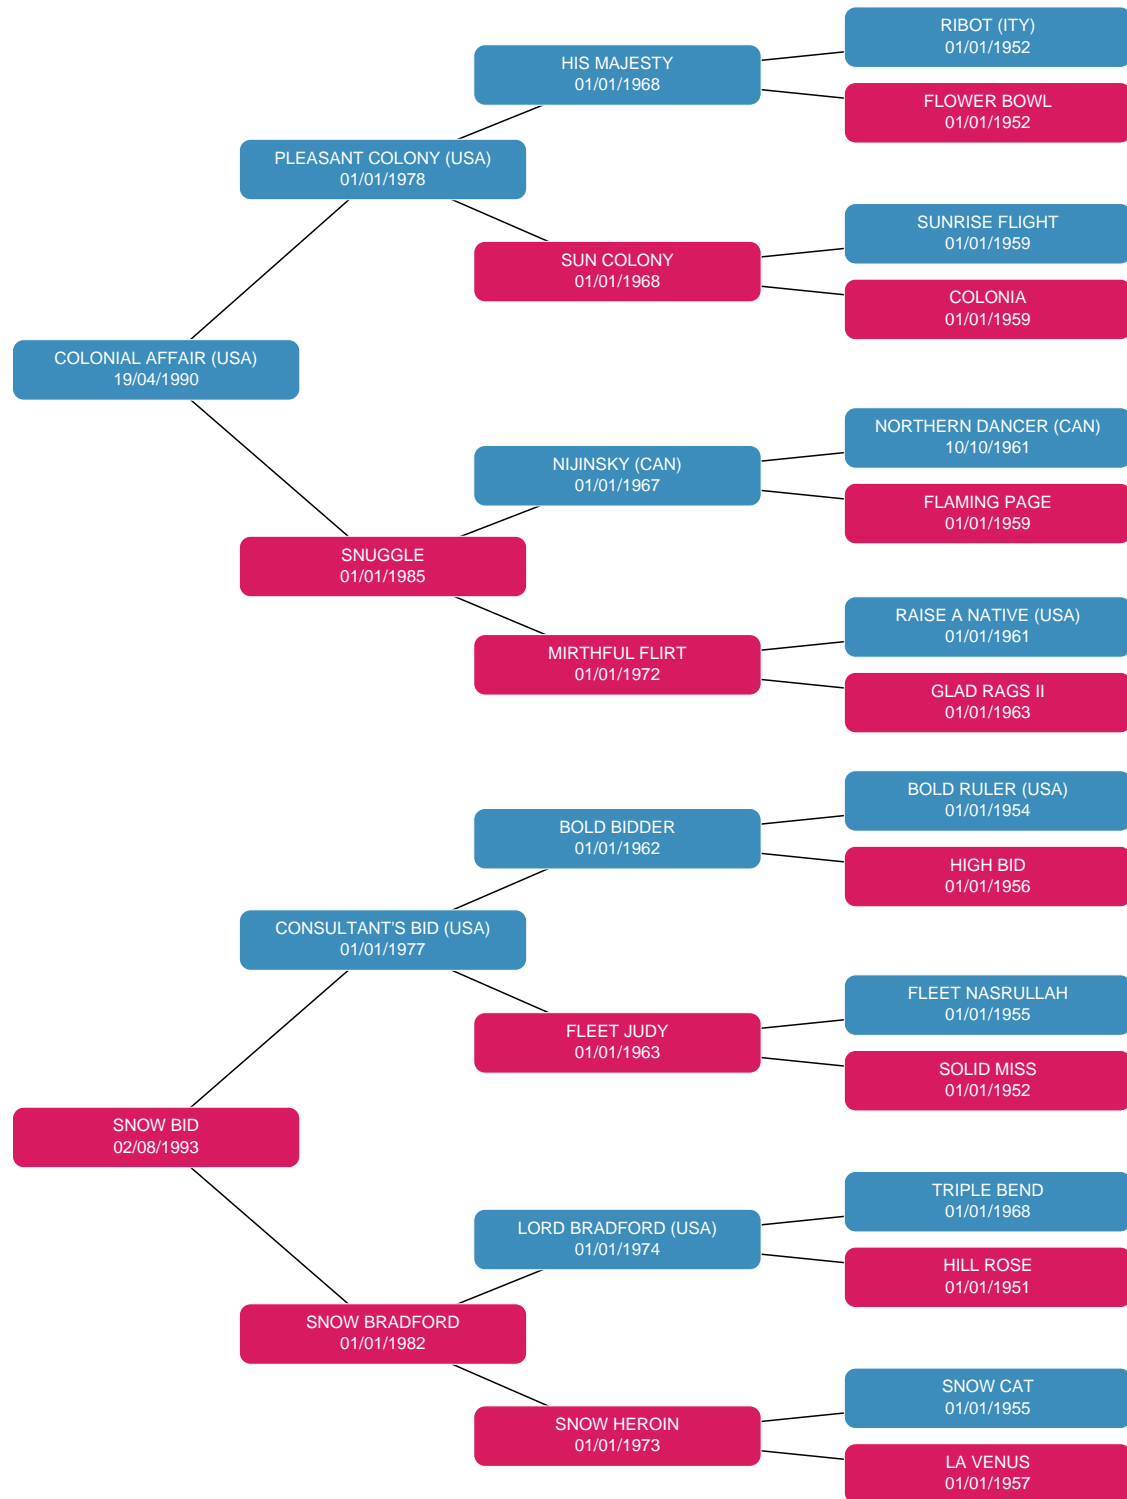 RIBOT (ITY)
01/01/1952
HIS MAJESTY
01/01/1968
FLOWER BOWL
01/01/1952
PLEASANT COLONY (USA)
01/01/1978
SUNRISE FLIGHT
01/01/1959
SUN COLONY
01/01/1968
COLONIA
01/01/1959
COLONIAL AFFAIR (USA)
19/04/1990
NORTHERN DANCER (CAN)
10/10/1961
NIJINSKY (CAN)
01/01/1967
FLAMING PAGE
01/01/1959
SNUGGLE
01/01/1985
RAISE A NATIVE (USA)
01/01/1961
MIRTHFUL FLIRT
01/01/1972
GLAD RAGS II
01/01/1963
BOLD RULER (USA)
01/01/1954
BOLD BIDDER
01/01/1962
HIGH BID
01/01/1956
CONSULTANT'S BID (USA)
01/01/1977
FLEET NASRULLAH
01/01/1955
FLEET JUDY
01/01/1963
SOLID MISS
01/01/1952
SNOW BID
02/08/1993
TRIPLE BEND
01/01/1968
LORD BRADFORD (USA)
01/01/1974
HILL ROSE
01/01/1951
SNOW BRADFORD
01/01/1982
SNOW CAT
01/01/1955
SNOW HEROIN
01/01/1973
LA VENUS
01/01/1957